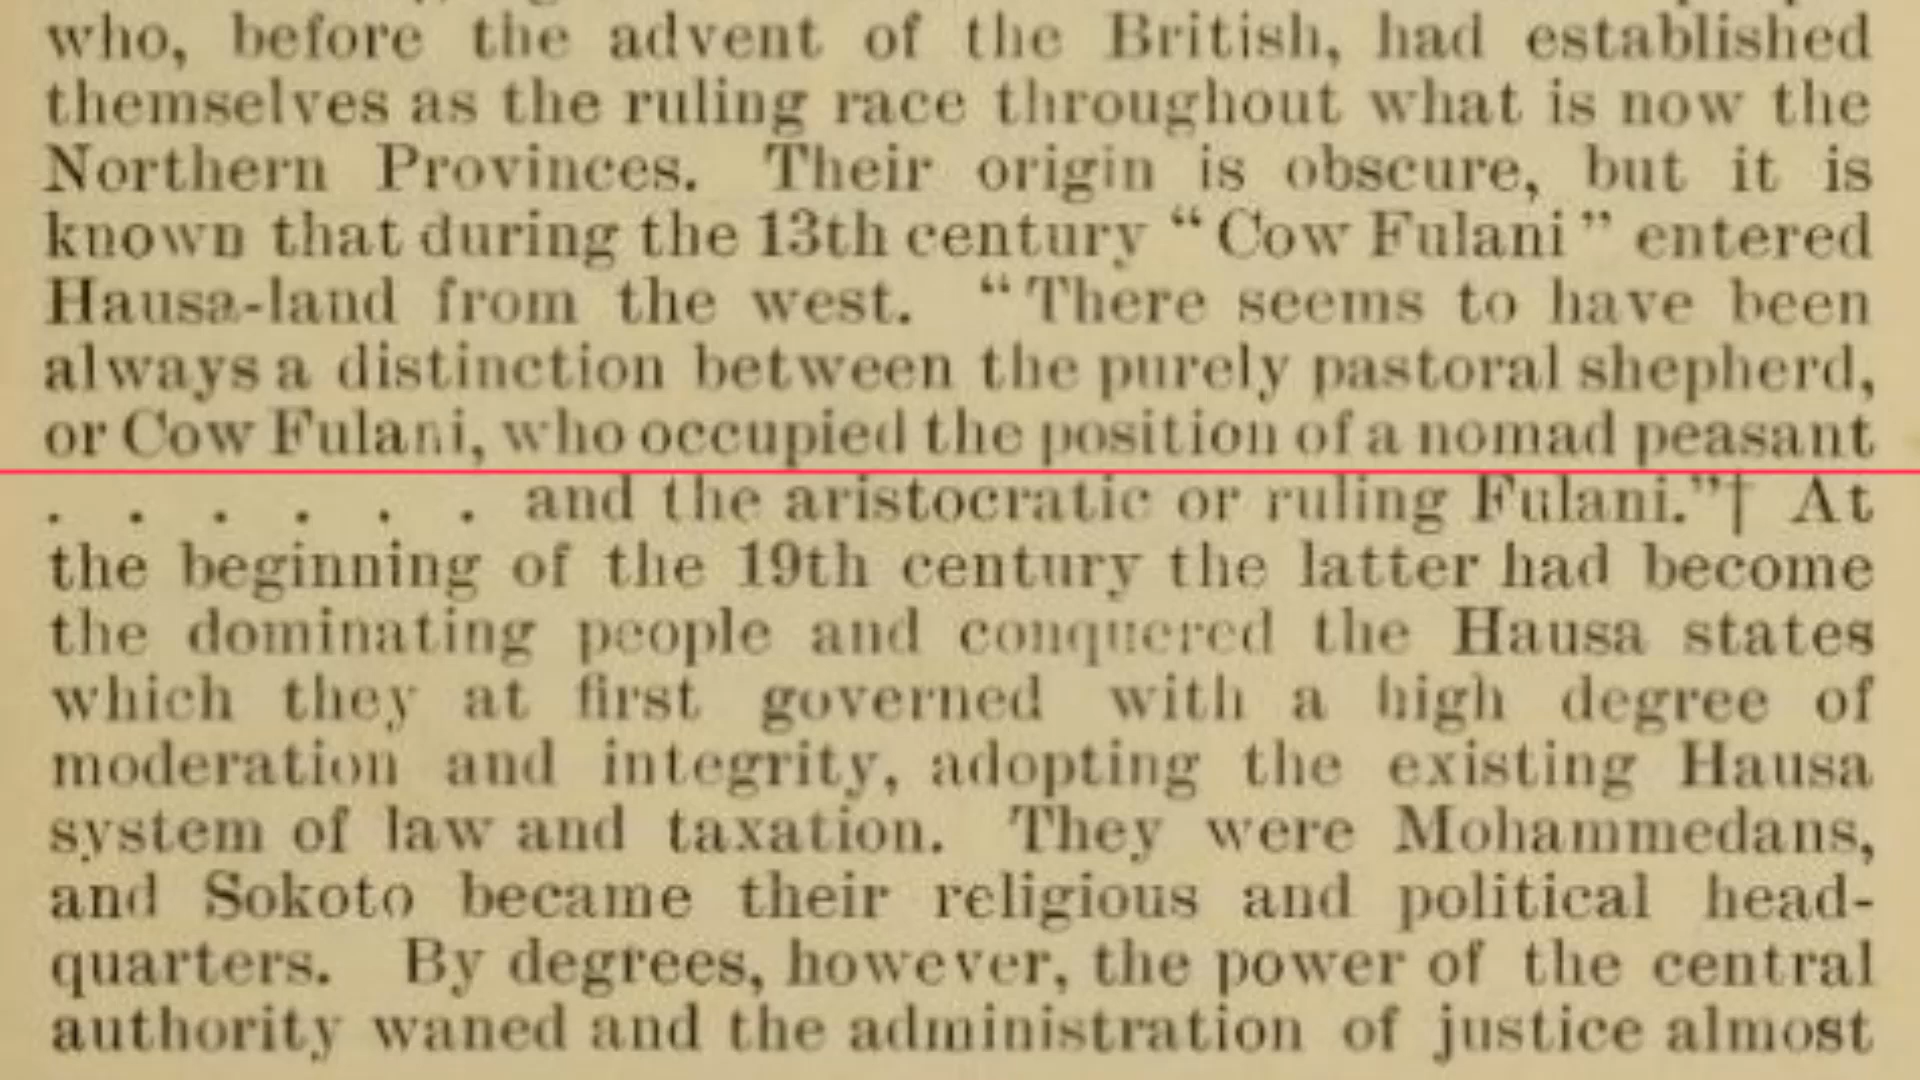 who, before the advent of the British, had established
themselves as the ruling race throughout what is now the
Northern Provinces. Their origin is obscure, but it is
known that during the 13th century “Cow Fulani” entered
Hausa-land from the west. “There seems to have been
always a distinction between the purely pastoral shepherd,
or Cow Fulani, who occupied the position of a nomad peasant
. . . . . . and the aristocratic or ruling Fulani.”† At
the beginning of the 19th century the latter had become
the dominating people and conquered the Hausa states
which they at first governed with a high degree of
moderation and integrity, adopting the existing Hausa
system of law and taxation. They were Mohammedans,
and Sokoto became their religious and political head-
quarters. By degrees, however, the power of the central
authority waned and the administration of justice almost